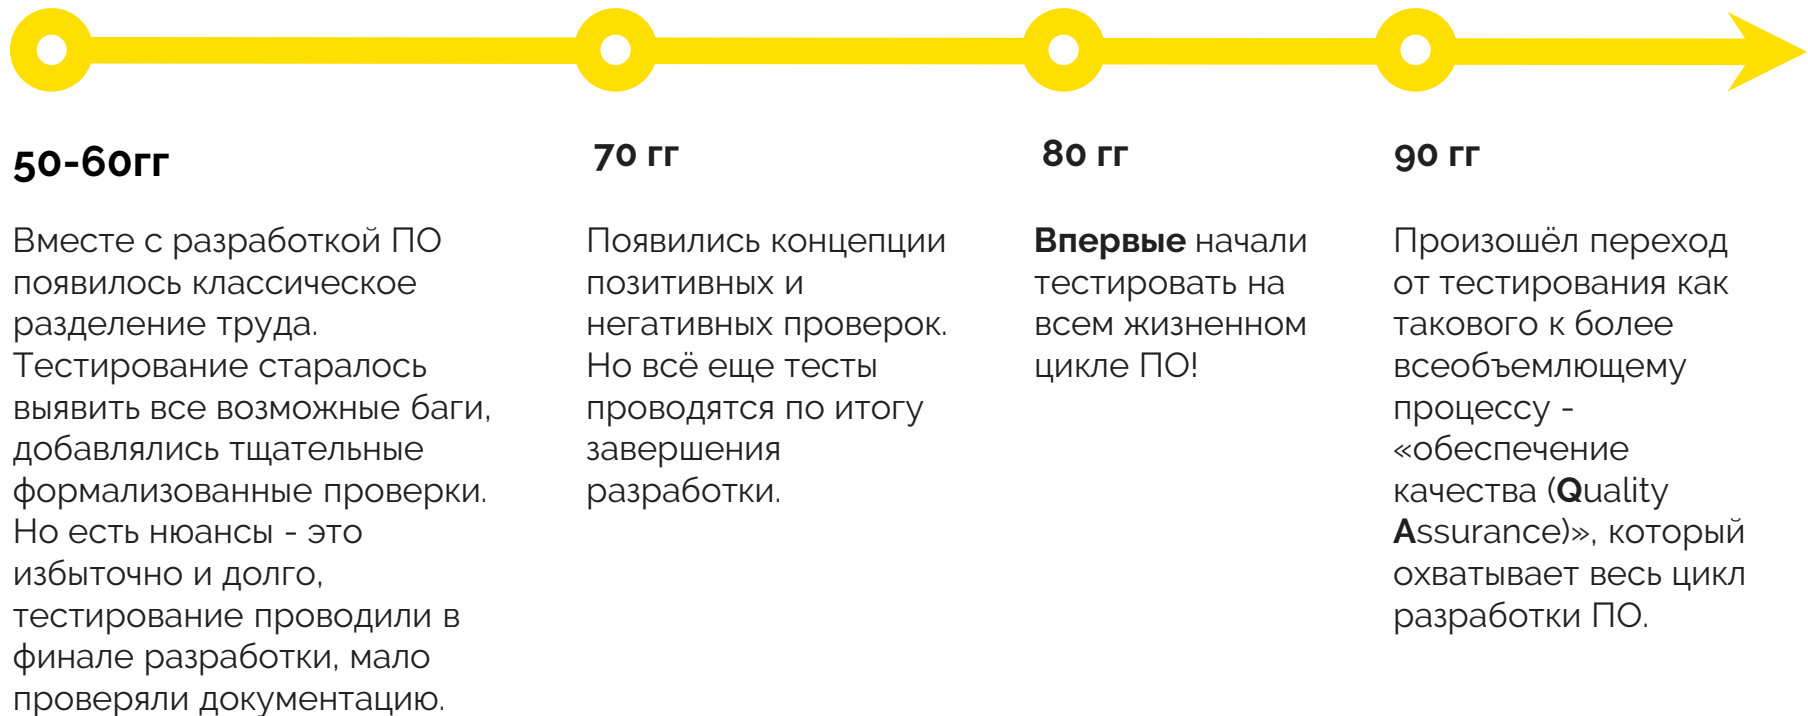 50-60гг
Вместе с разработкой ПО
появилось классическое
разделение труда.
Тестирование старалось
выявить все возможные баги,
добавлялись тщательные
формализованные проверки.
Но есть нюансы - это
избыточно и долго,
тестирование проводили в
финале разработки, мало
проверяли документацию.
70 гг
Появились концепции
позитивных и
негативных проверок.
Но всё еще тесты
проводятся по итогу
завершения
разработки.
80 гг
Впервые начали
тестировать на
всем жизненном
цикле ПО!
90 гг
Произошёл переход
от тестирования как
такового к более
всеобъемлющему
процессу -
«обеспечение
качества (Quality
Assurance)», который
охватывает весь цикл
разработки ПО.